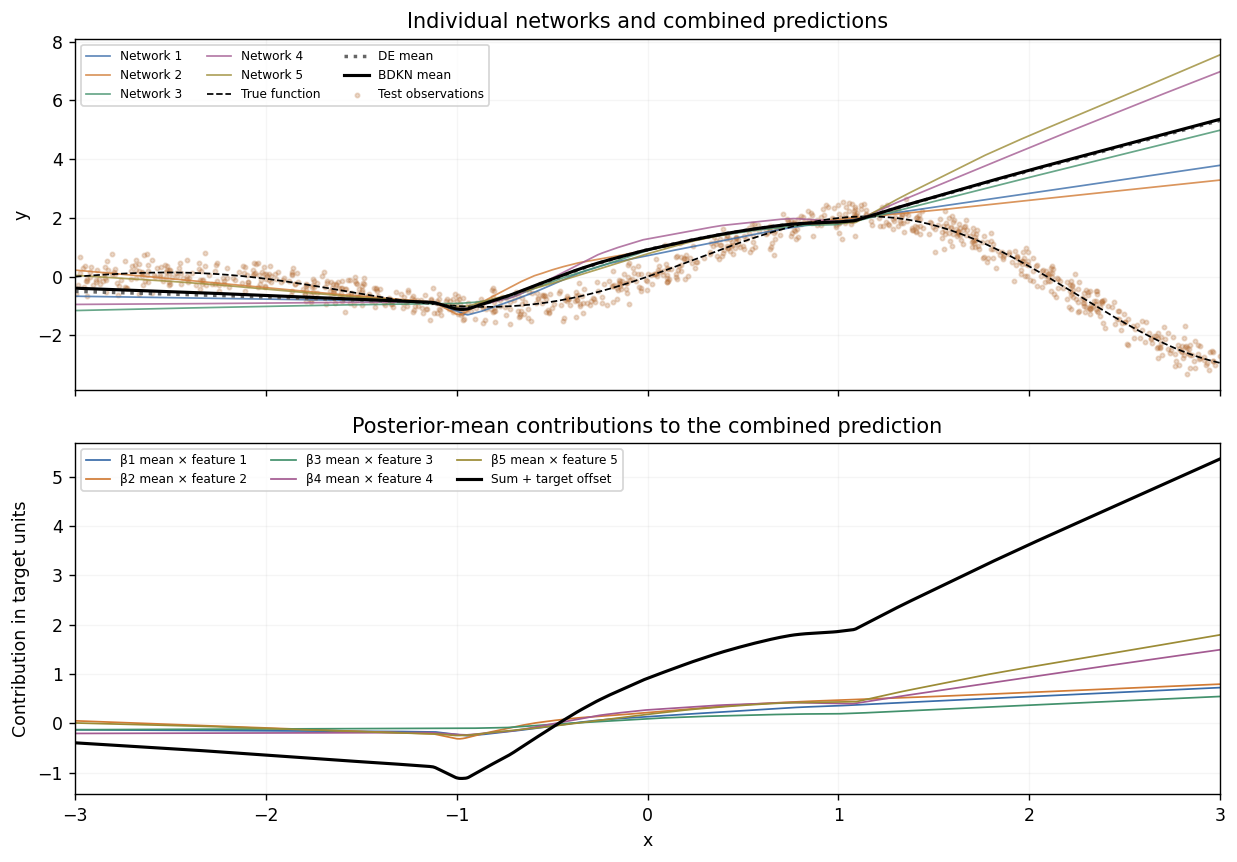 Individual networks and combined predictions
8
6
4
2
0
−2
y
Network 1
Network 2
Network 3
Network 4
Network 5
True function
DE mean
BDKN mean
Test observations
Posterior-mean contributions to the combined prediction
5
4
3
2
1
0
−1
Contribution in target units
β1 mean × feature 1
β2 mean × feature 2
β3 mean × feature 3
β4 mean × feature 4
β5 mean × feature 5
Sum + target offset
−3
−2
−1
0
1
2
3
x